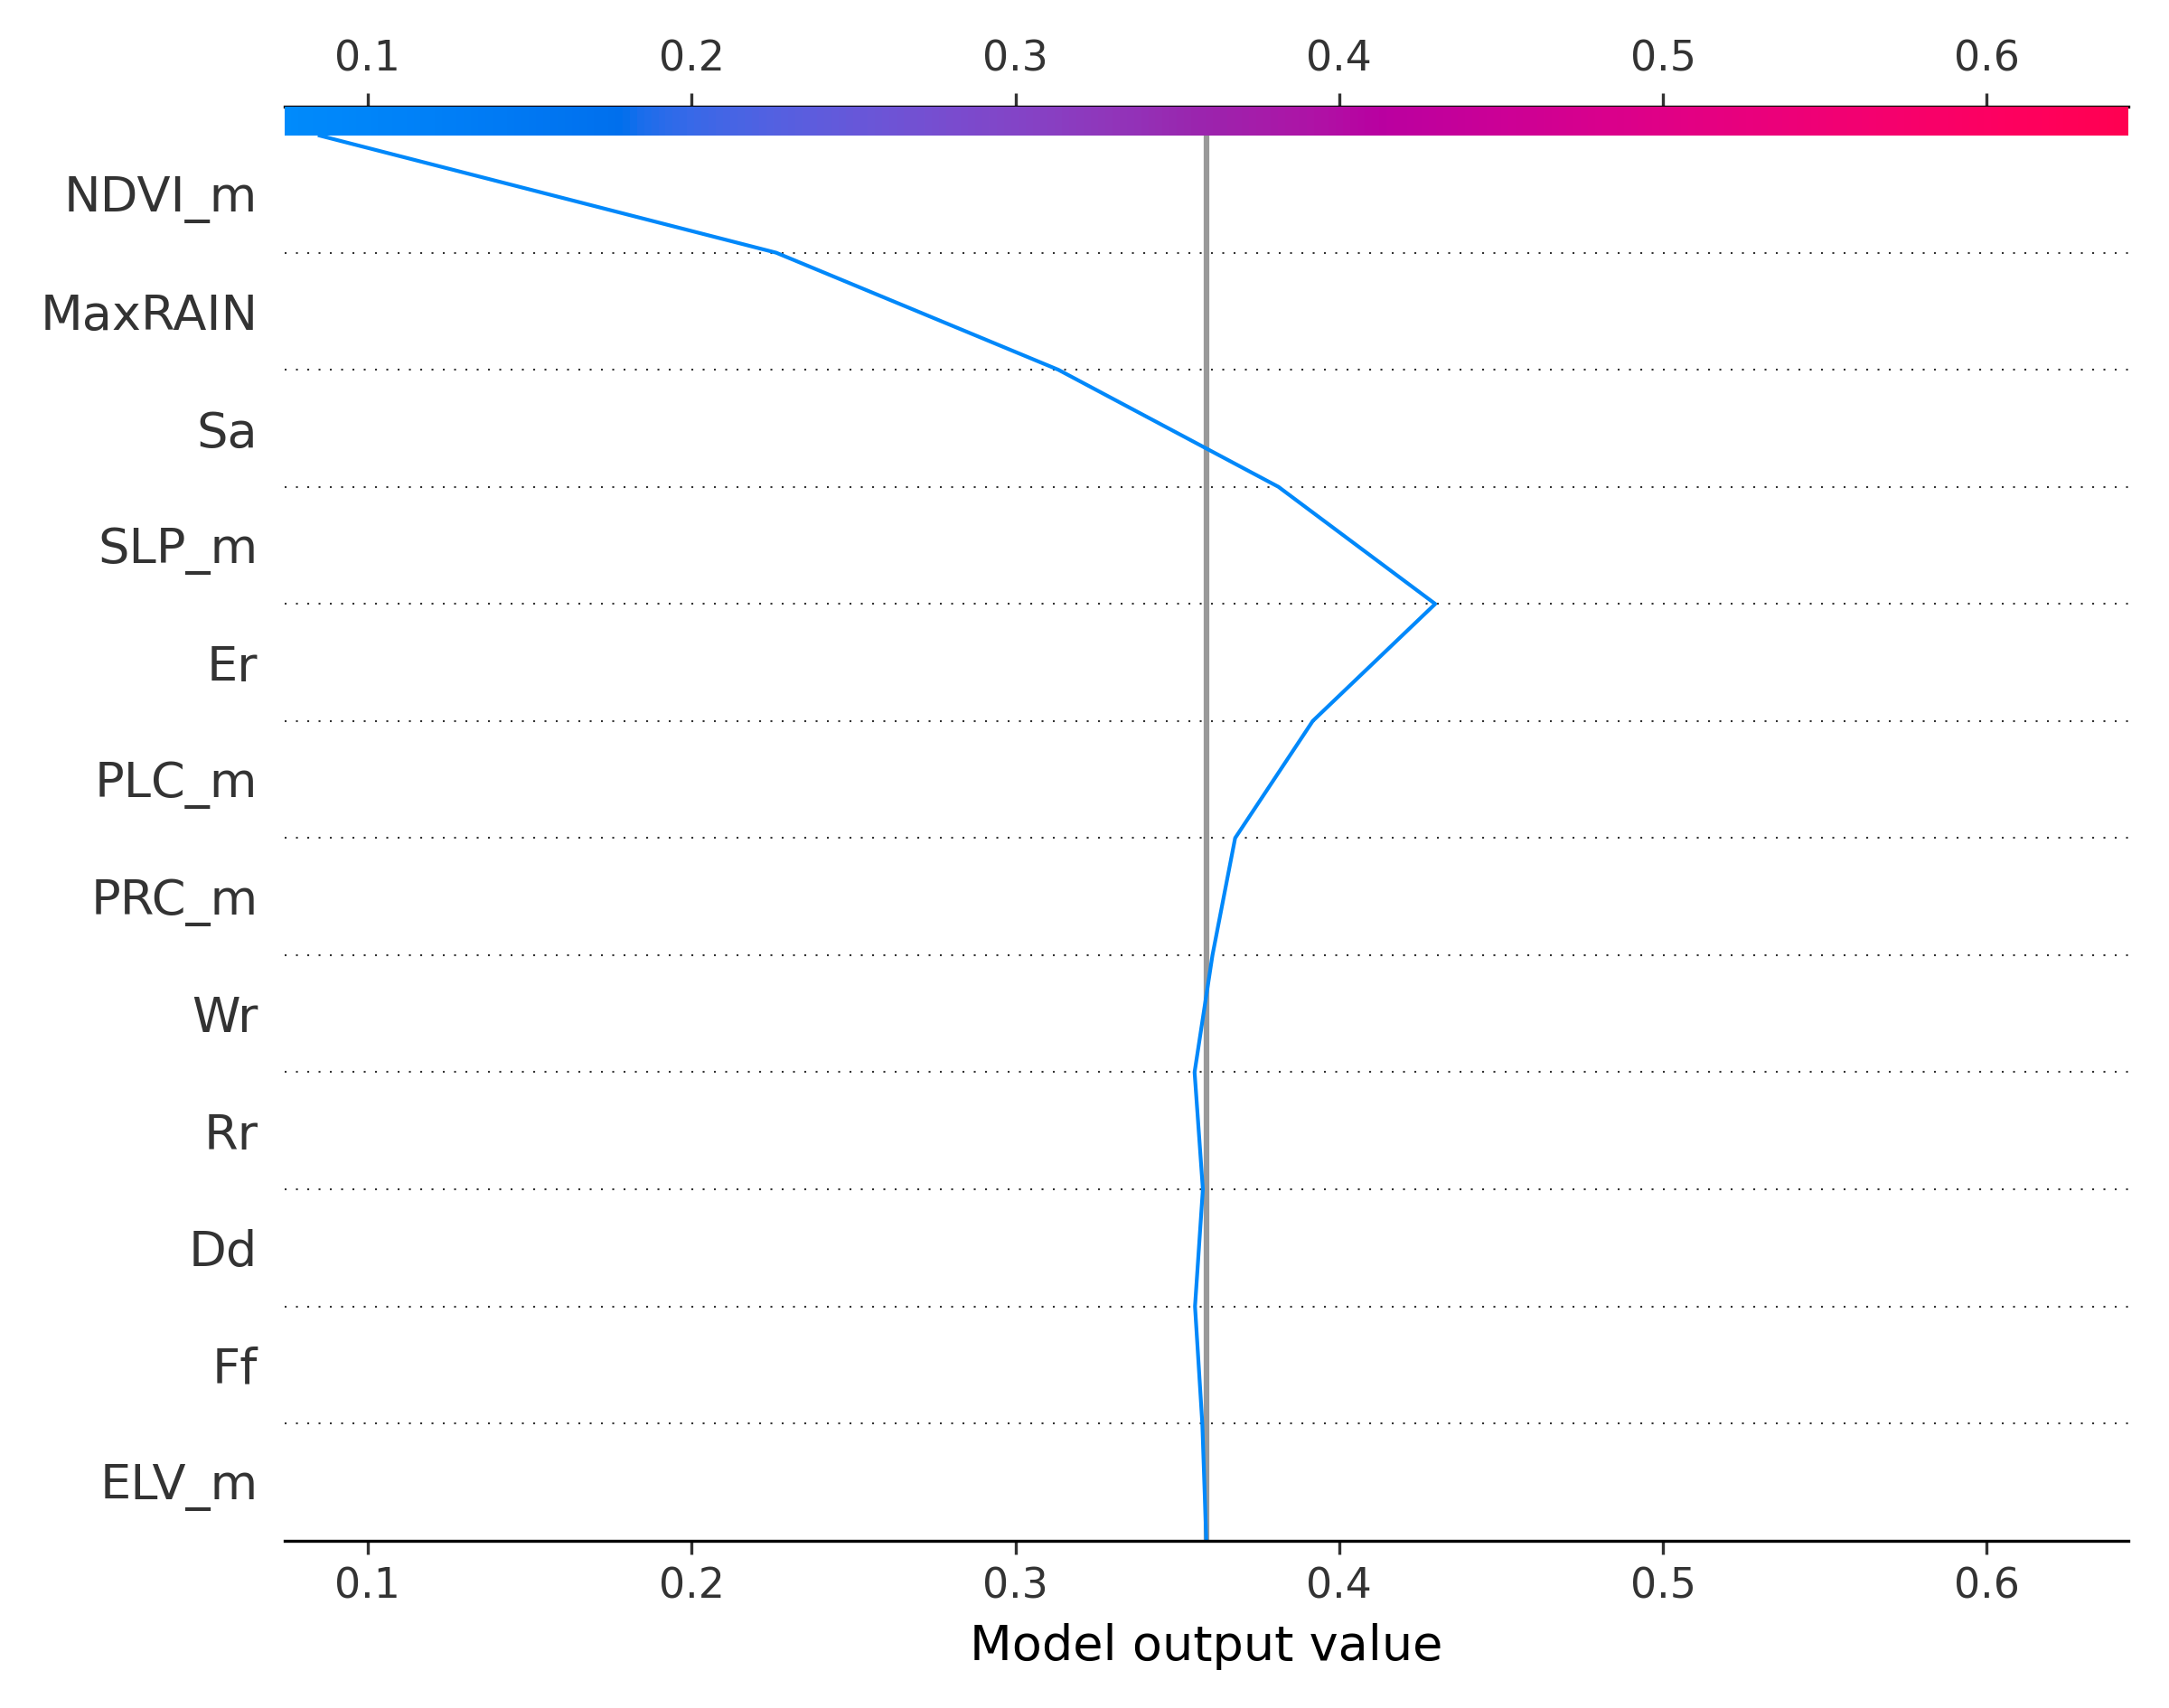 0.1 0.2 0.3 0.4 0.5 0.6
NDVI_m
MaxRAIN
Sa
SLP_m
Er
PLC_m
PRC_m
Wr
Rr
Dd
Ff
ELV_m
0.1 0.2 0.3 0.4 0.5 0.6
Model output value